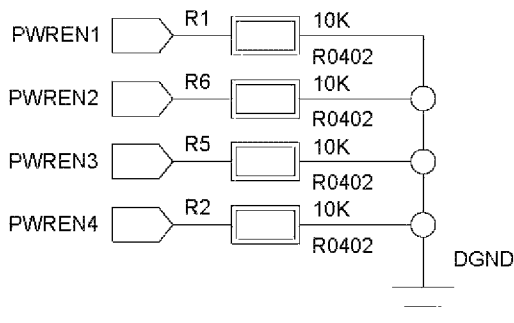 PWREN1 R1 10K
R0402
PWREN2 R6 10K
R0402
PWREN3 R5 10K
R0402
PWREN4 R2 10K
R0402
DGND